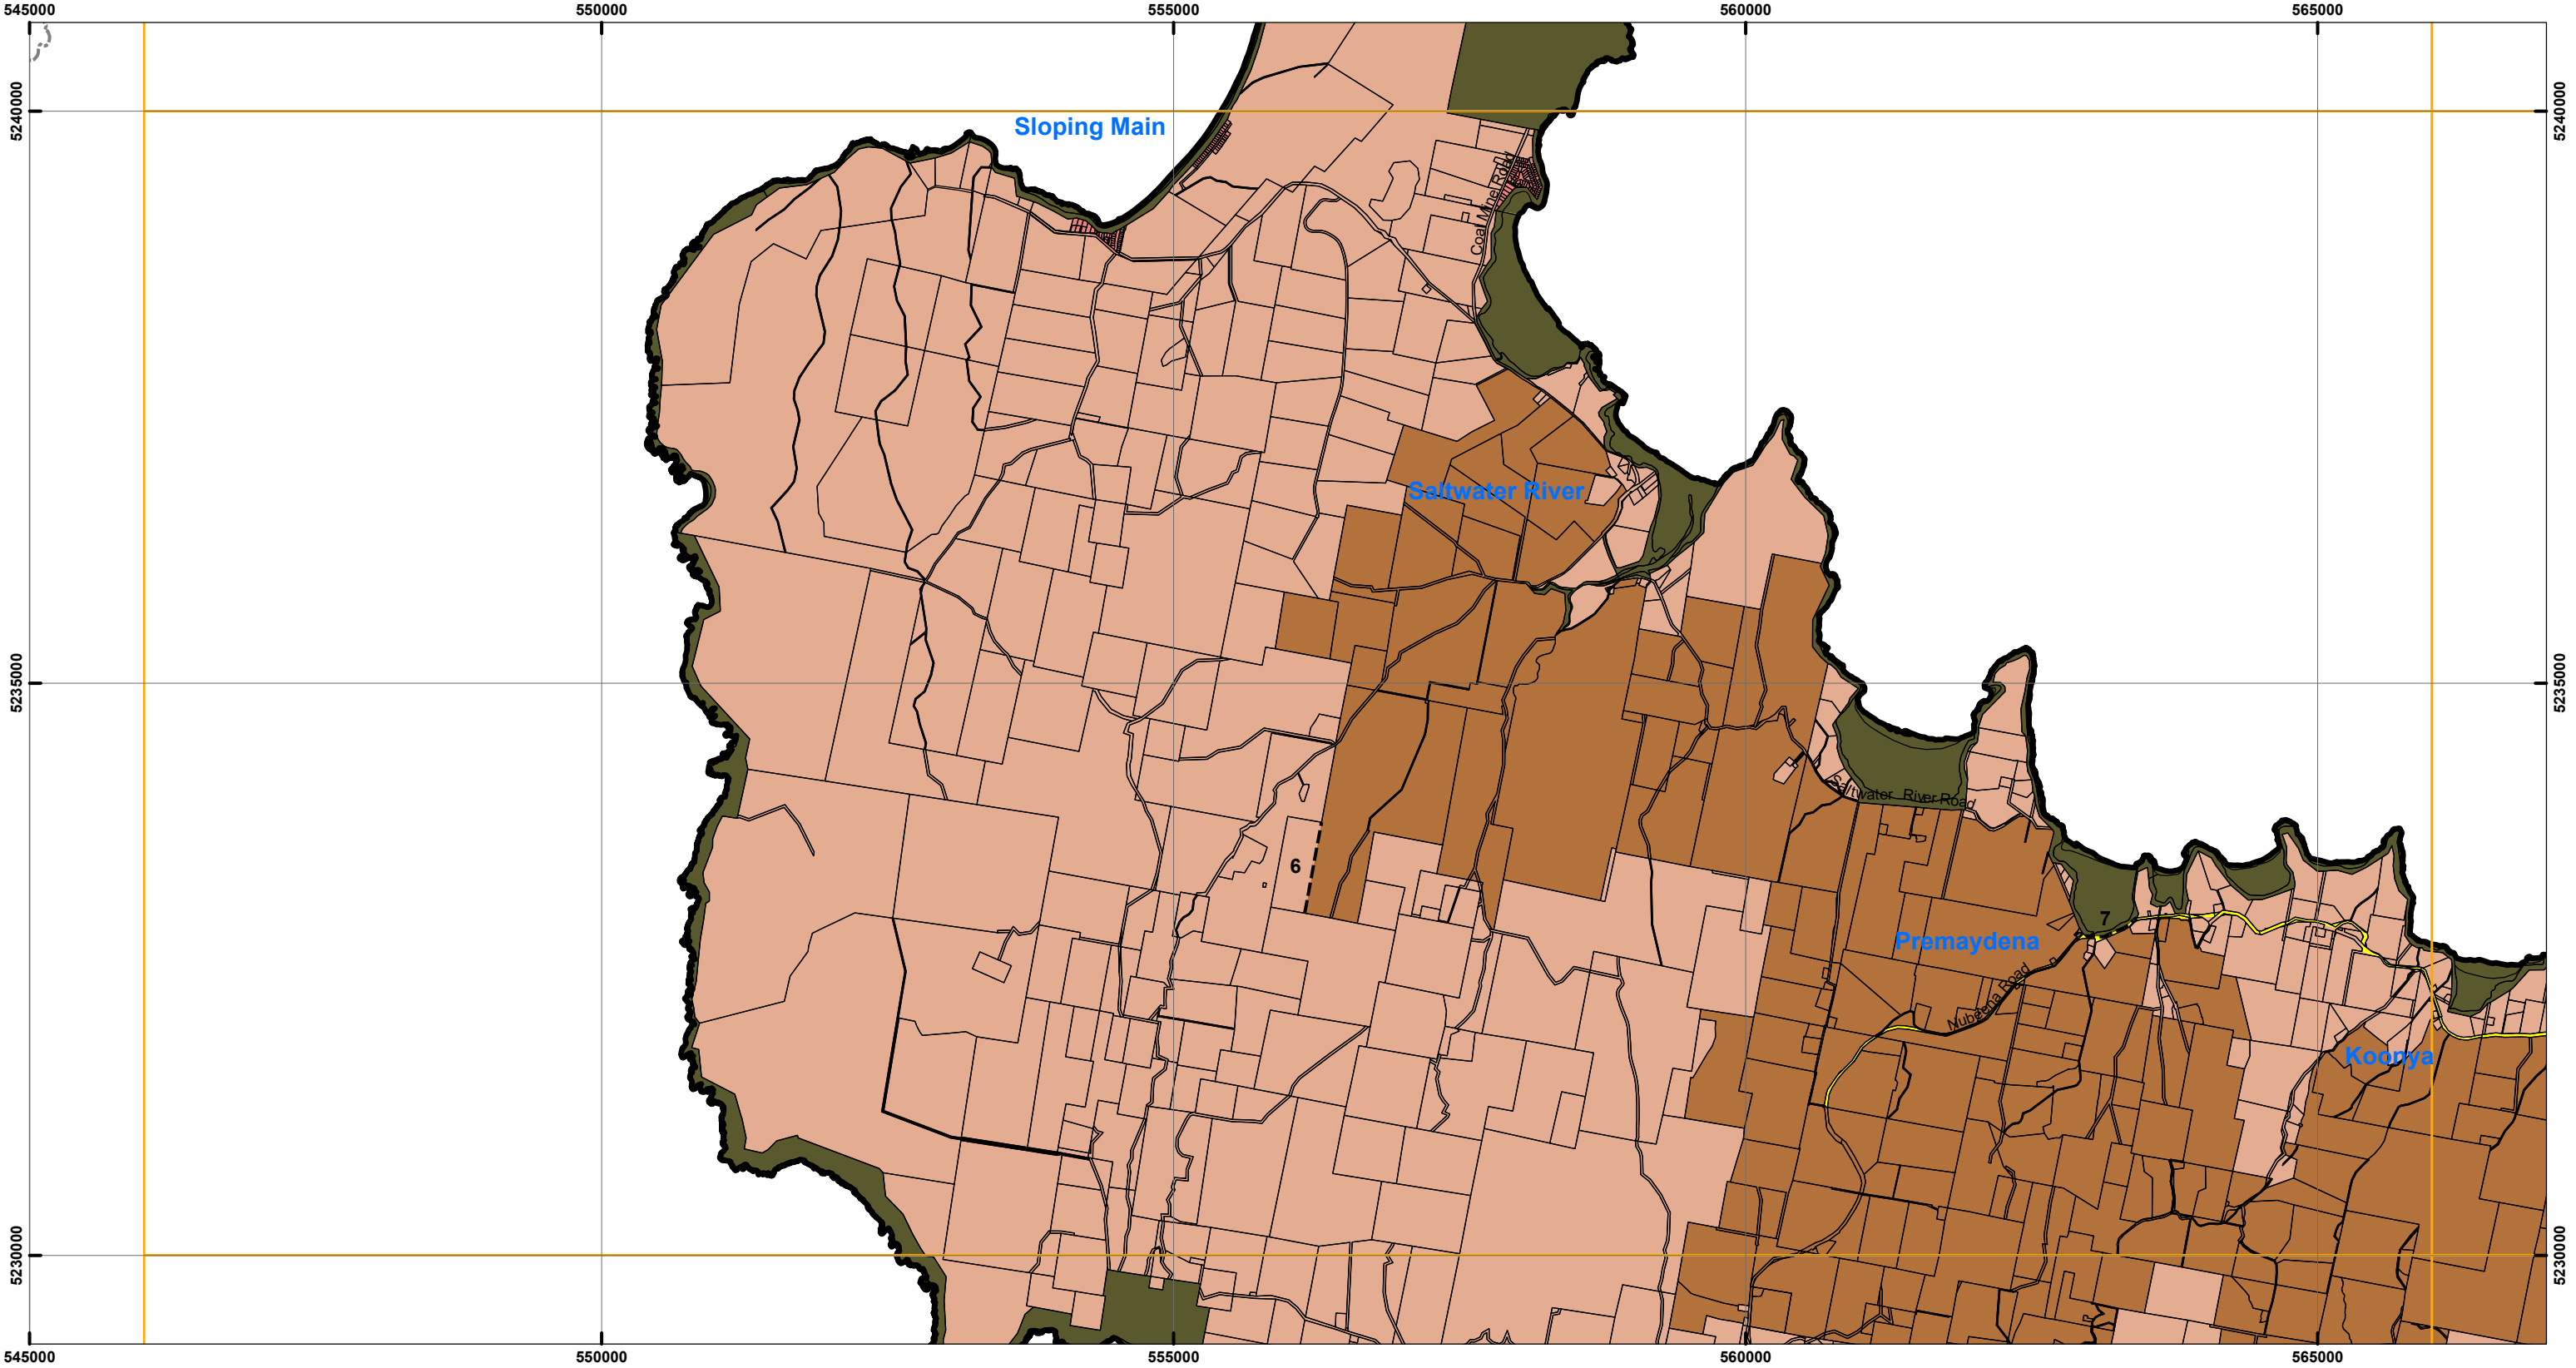 545000
550000
555000
560000
565000
5240000
5240000
Sloping Main
Coal Mine Road
Saltwater River
5235000
5235000
Saltwater River Road
6
7
Premaydena
Nubeena Road
Koonya
5230000
5230000
545000
550000
555000
560000
565000